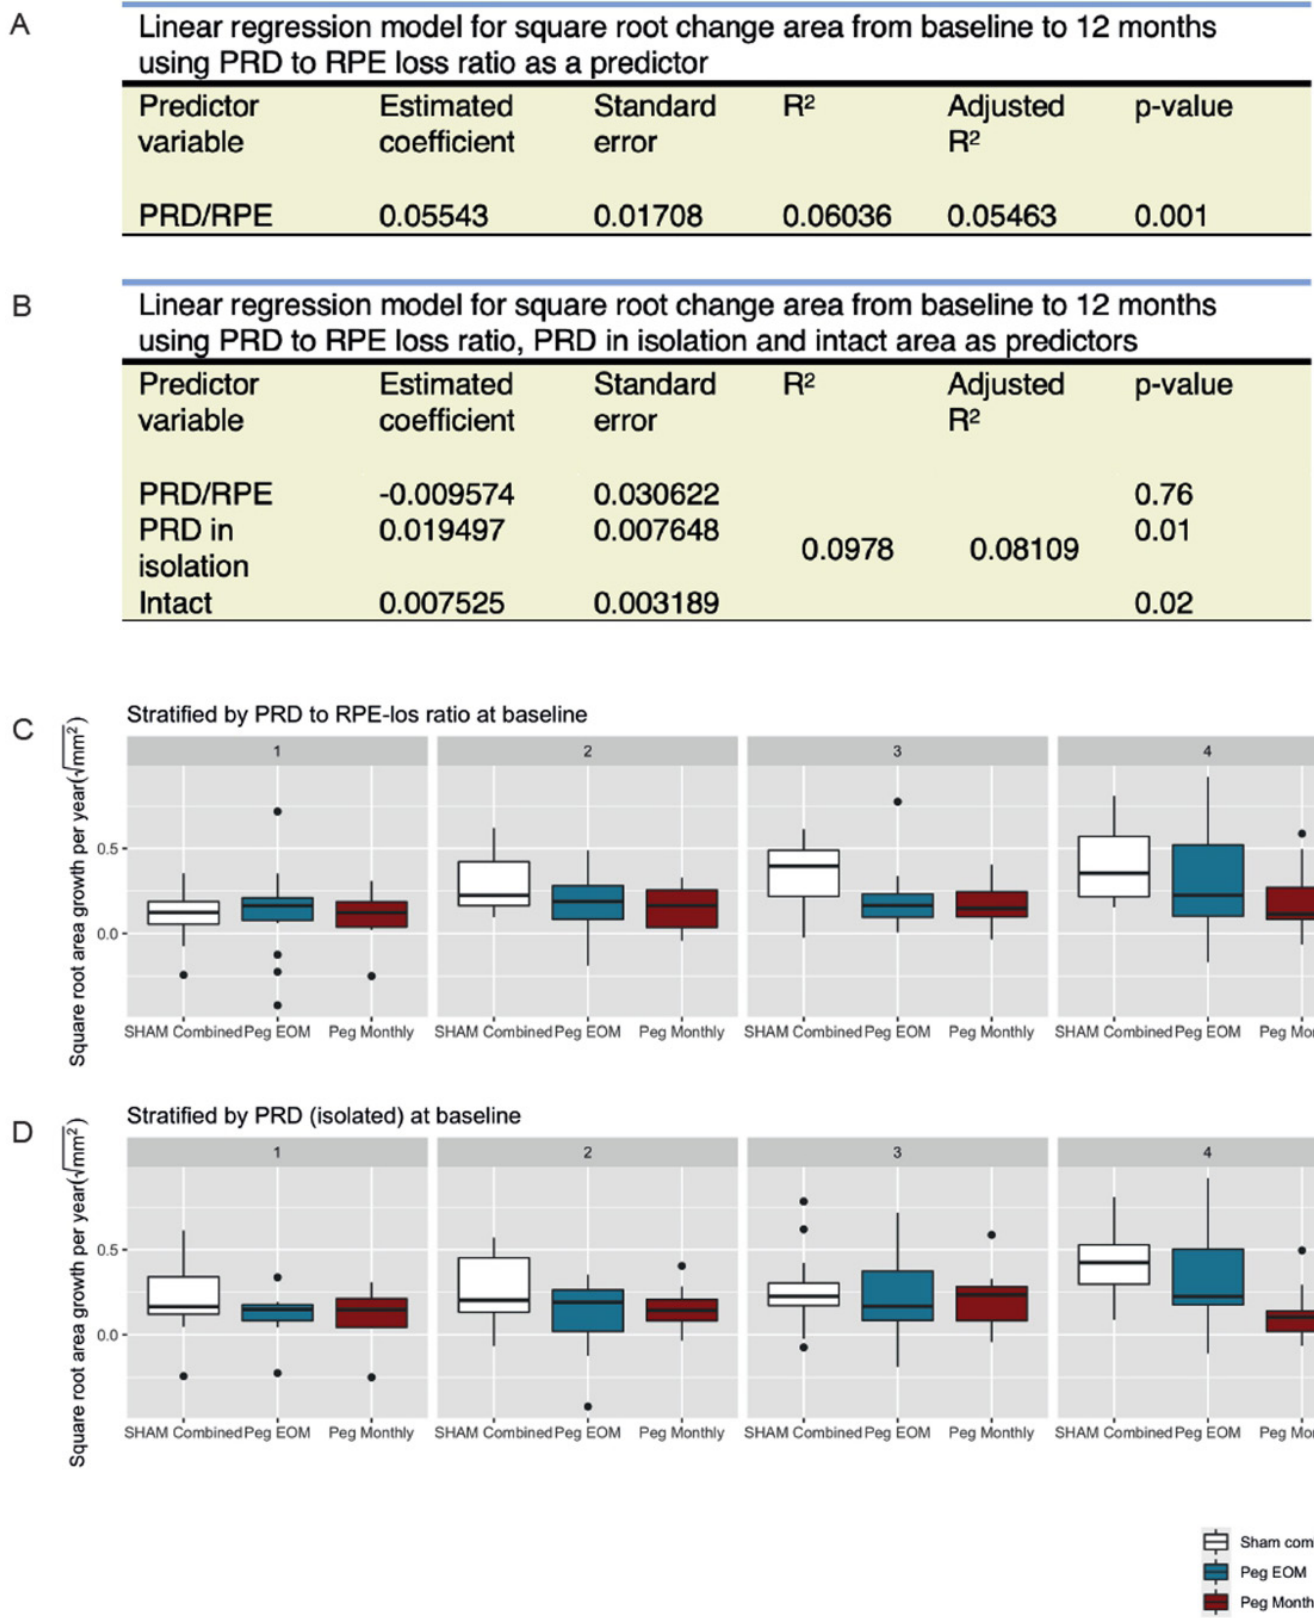 A
Linear regression model for square root change area from baseline to 12 months
using PRD to RPE loss ratio as a predictor
Predictor variable Estimated coefficient Standard error R² Adjusted R² p-value
PRD/RPE 0.05543 0.01708 0.06036 0.05463 0.001
B
Linear regression model for square root change area from baseline to 12 months
using PRD to RPE loss ratio, PRD in isolation and intact area as predictors
Predictor variable Estimated coefficient Standard error R² Adjusted R² p-value
PRD/RPE -0.009574 0.030622 0.76
PRD in isolation 0.019497 0.007648 0.01
0.0978 0.08109
Intact 0.007525 0.003189 0.02
C
Stratified by PRD to RPE-los ratio at baseline
Square root area growth per year(√mm²)
1 2 3 4
0.5
0.0
SHAM Combined Peg EOM Peg Monthly SHAM Combined Peg EOM Peg Monthly SHAM Combined Peg EOM Peg Monthly SHAM Combined Peg EOM Peg Mo
D
Stratified by PRD (isolated) at baseline
Square root area growth per year(√mm²)
1 2 3 4
0.5
0.0
SHAM Combined Peg EOM Peg Monthly SHAM Combined Peg EOM Peg Monthly SHAM Combined Peg EOM Peg Monthly SHAM Combined Peg EOM Peg Mo
Sham com
Peg EOM
Peg Month